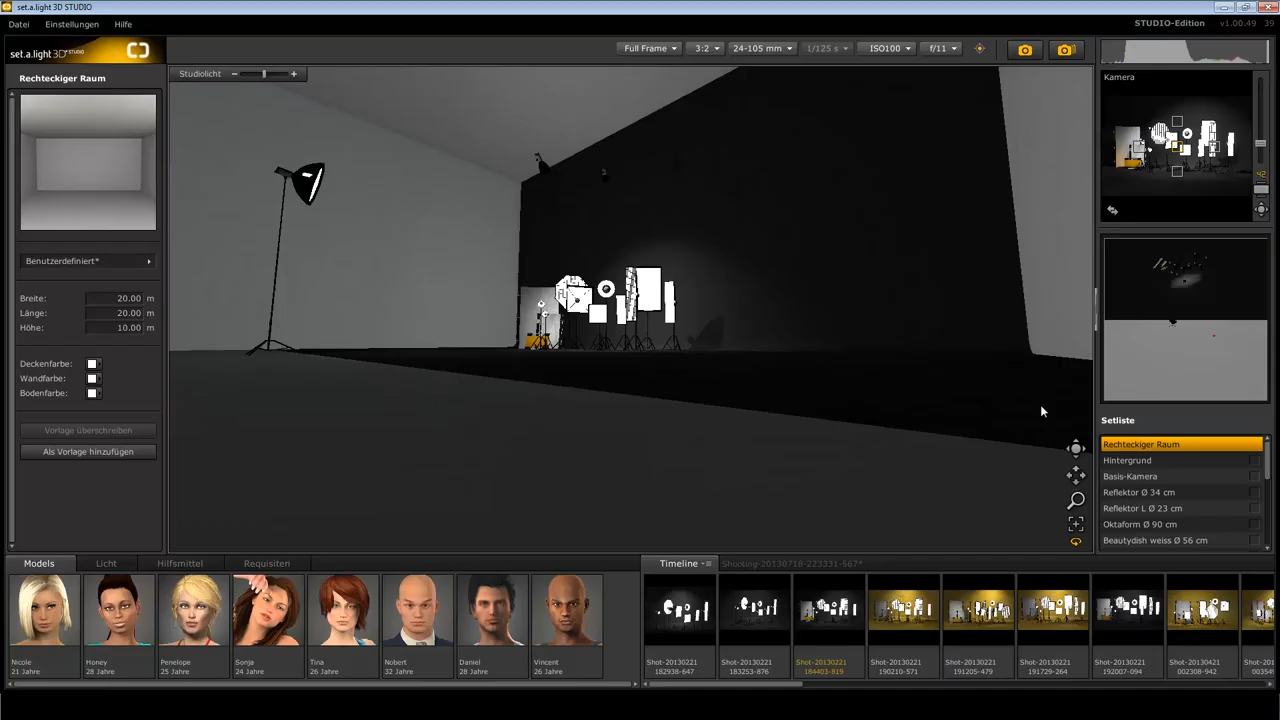 set.a.light 3D STUDIO
Datei Einstellungen Hilfe
STUDIO-Edition v1.00.49 39
set.a.light 3D STUDIO
Full Frame 3:2 24-105 mm 1/125 s ISO100 f/11
Rechteckiger Raum
Studiolicht − +
Kamera
42
Benutzerdefiniert*
Breite: 20.00 m
Länge: 20.00 m
Höhe: 10.00 m
Deckenfarbe:
Wandfarbe:
Bodenfarbe:
Vorlage überschreiben
Als Vorlage hinzufügen
Setliste
Rechteckiger Raum
Hintergrund
Basis-Kamera
Reflektor Ø 34 cm
Reflektor L Ø 23 cm
Oktaform Ø 90 cm
Beautydish weiss Ø 56 cm
Models Licht Hilfsmittel Requisiten
Timeline Shooting-20130718-223331-567*
Nicole
21 Jahre
Honey
28 Jahre
Penelope
25 Jahre
Sonja
24 Jahre
Tina
26 Jahre
Nobert
32 Jahre
Daniel
28 Jahre
Vincent
26 Jahre
Shot-20130221
182938-647
Shot-20130221
183253-876
Shot-20130221
184403-819
Shot-20130221
190210-571
Shot-20130221
191205-479
Shot-20130221
191729-264
Shot-20130221
192007-094
Shot-20130421
002308-942
Shot-20